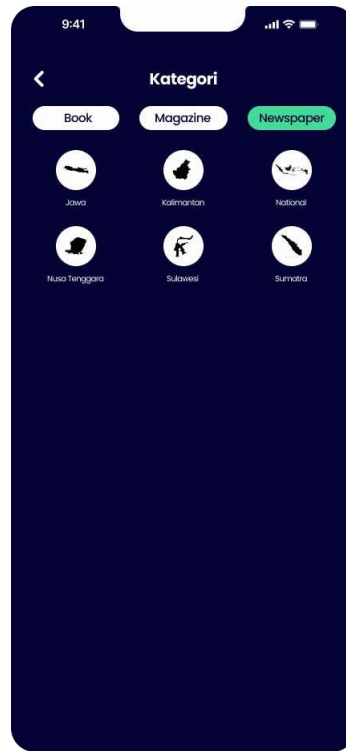 9:41
Kategori
Book Magazine Newspaper
Jawa Kalimantan National
Nusa Tenggara Sulawesi Sumatra